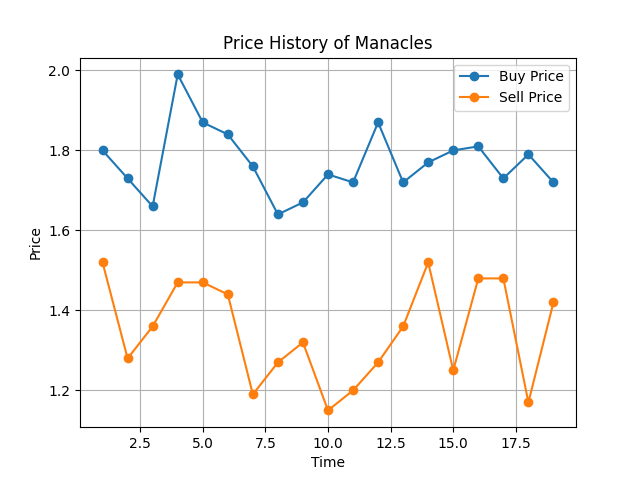 Price History of Manacles
Buy Price
Sell Price
Price
2.0
1.8
1.6
1.4
1.2
2.5 5.0 7.5 10.0 12.5 15.0 17.5
Time